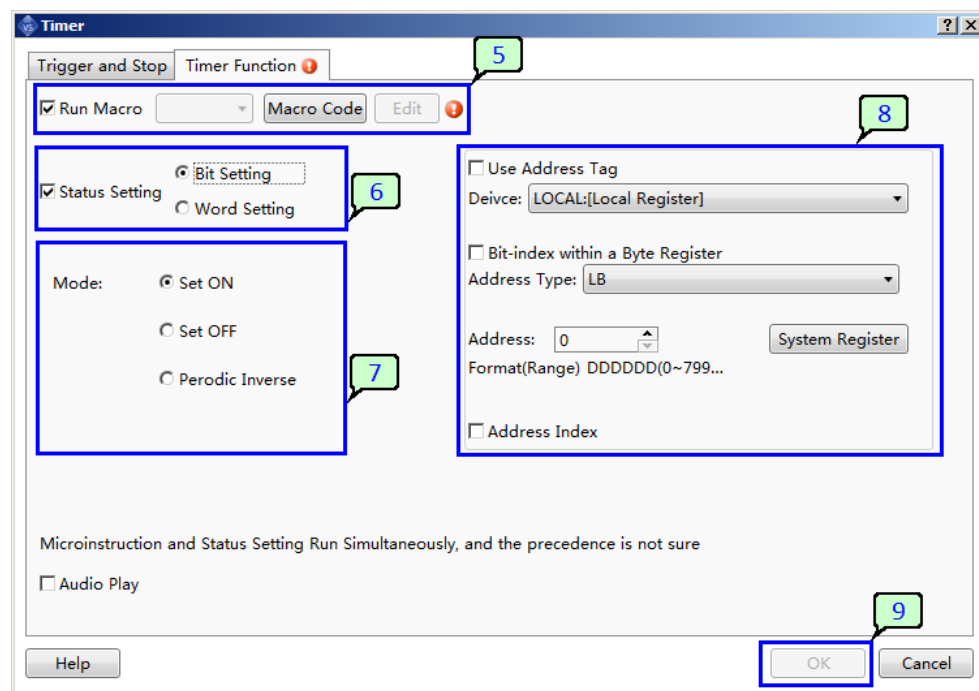 Timer
Trigger and Stop Timer Function
5
Run Macro Macro Code Edit
8
Status Setting
Bit Setting
Word Setting
6
Use Address Tag
Deivce: LOCAL:[Local Register]
Bit-index within a Byte Register
Address Type: LB
Mode: Set ON
Set OFF
Perodic Inverse
7
Address: 0 System Register
Format(Range) DDDDDD(0~799...
Address Index
Microinstruction and Status Setting Run Simultaneously, and the precedence is not sure
Audio Play
9
Help OK Cancel